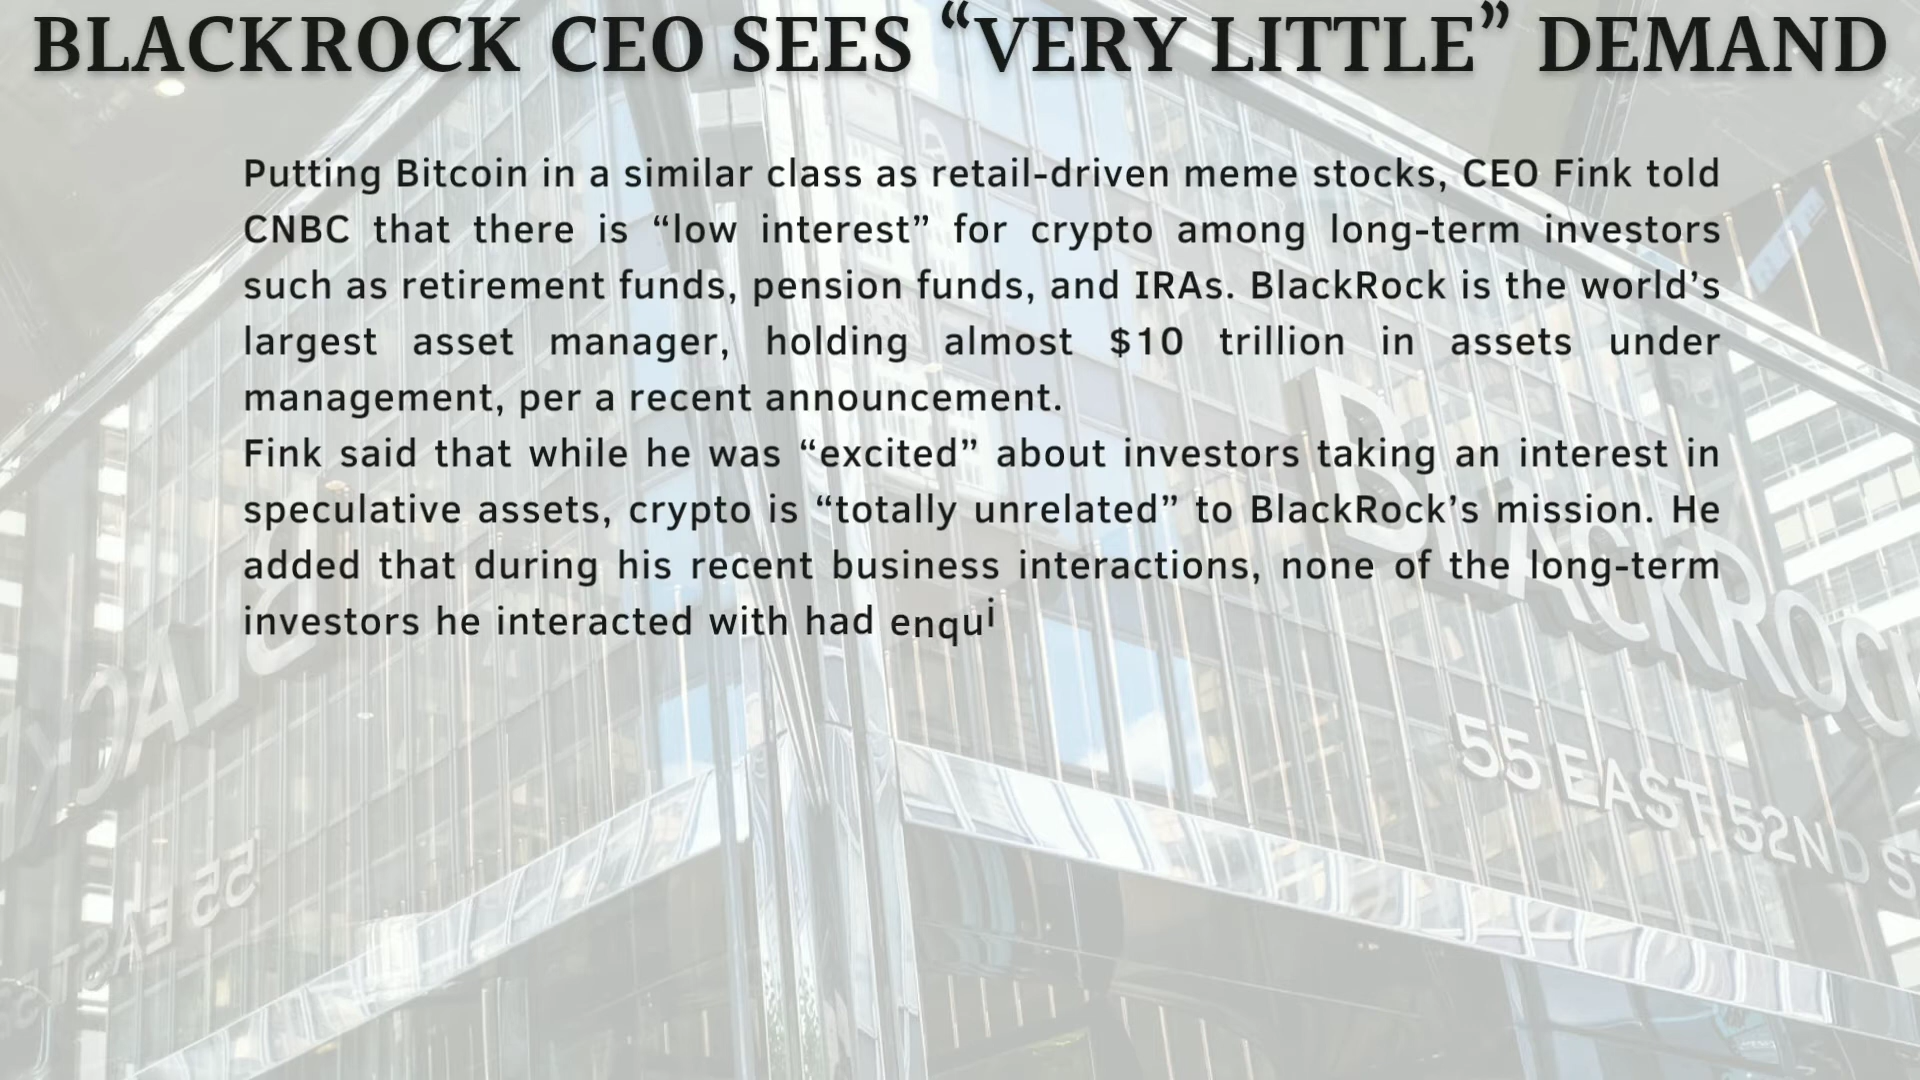 BLACKROCK CEO SEES “VERY LITTLE” DEMAND
Putting Bitcoin in a similar class as retail-driven meme stocks, CEO Fink told
CNBC that there is “low interest” for crypto among long-term investors
such as retirement funds, pension funds, and IRAs. BlackRock is the world’s
largest asset manager, holding almost $10 trillion in assets under
management, per a recent announcement.
Fink said that while he was “excited” about investors taking an interest in
speculative assets, crypto is “totally unrelated” to BlackRock’s mission. He
added that during his recent business interactions, none of the long-term
investors he interacted with had enqui
BLACKROC
55 EAST 52ND ST